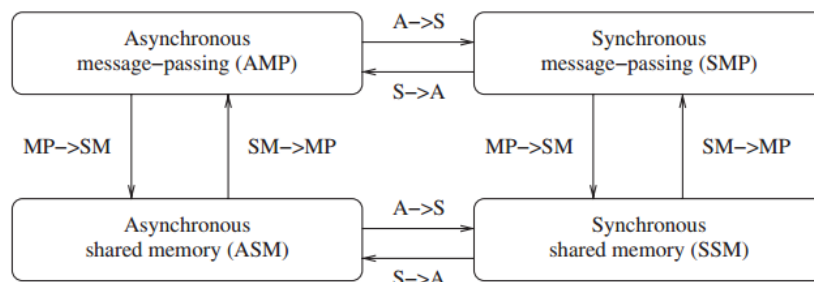 A−>S
Asynchronous
message−passing (AMP)
Synchronous
message−passing (SMP)
S−>A
MP−>SM
SM−>MP
MP−>SM
SM−>MP
A−>S
Asynchronous
shared memory (ASM)
Synchronous
shared memory (SSM)
S−>A